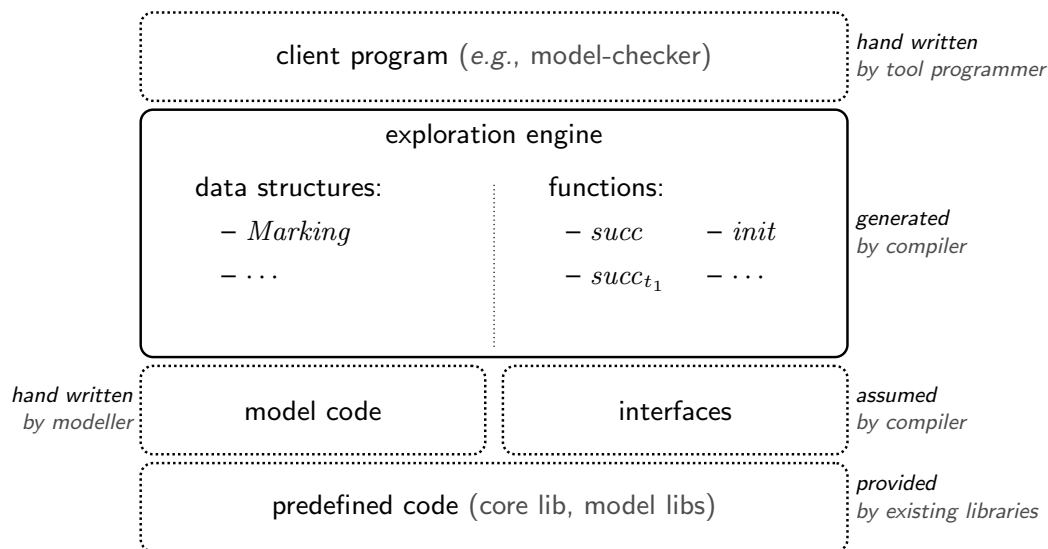 client program (e.g., model-checker)
hand written
by tool programmer
exploration engine
data structures:
– Marking
– · · ·
functions:
– succ – init
– succ_{t_1} – · · ·
generated
by compiler
hand written
by modeller
model code
interfaces
assumed
by compiler
predefined code (core lib, model libs)
provided
by existing libraries